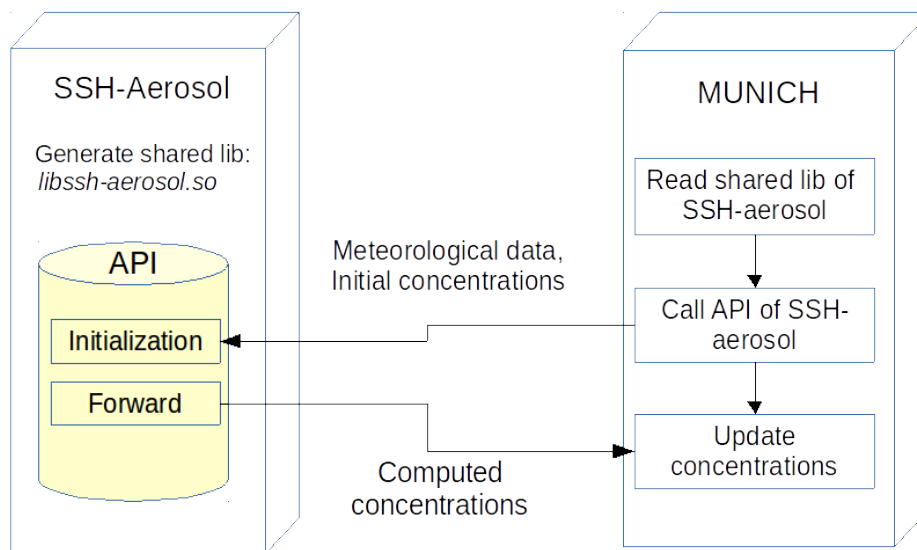 SSH-Aerosol
Generate shared lib:
libssh-aerosol.so
API
Initialization
Forward
Meteorological data,
Initial concentrations
Computed
concentrations
MUNICH
Read shared lib of
SSH-aerosol
Call API of SSH-
aerosol
Update
concentrations